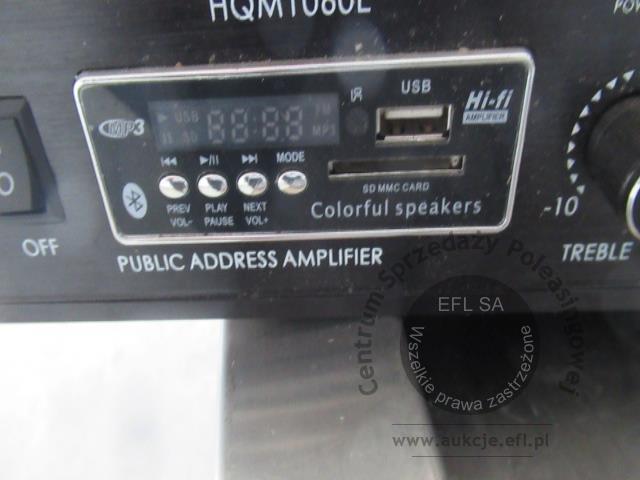 HQM1060L
USB
Hi-fi
AMPLIFIER
MP3
▶ USB
SD
88:88
FM
MP3
PREV
VOL-
PLAY
PAUSE
NEXT
VOL+
MODE
SD MMC CARD
Colorful speakers
OFF
PUBLIC ADDRESS AMPLIFIER
-10
TREBLE
Centrum Sprzedaży Poleasingowej
EFL SA
Wszelkie prawa zastrzeżone
www.aukcje.efl.pl